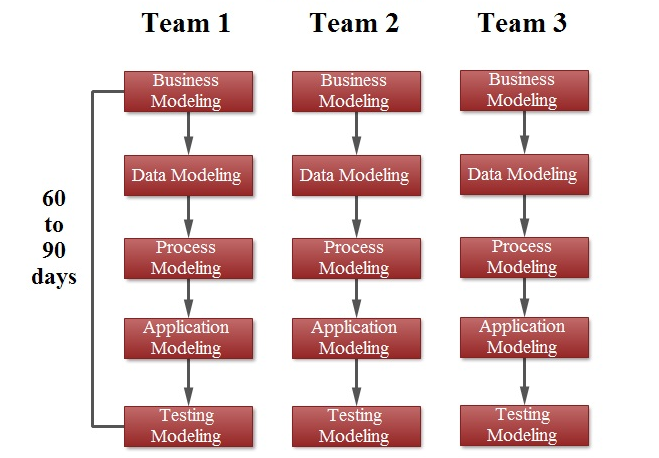 Team 1 Team 2 Team 3
Business Business Business
Modeling Modeling Modeling
Data Modeling Data Modeling Data Modeling
60
to
90
days
Process Process Process
Modeling Modeling Modeling
Application Application Application
Modeling Modeling Modeling
Testing Testing Testing
Modeling Modeling Modeling